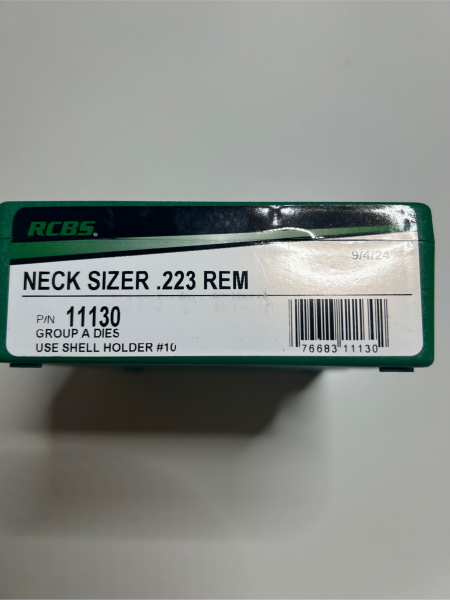 RCBS.
9/4/24
NECK SIZER .223 REM
P/N 11130
GROUP A DIES
USE SHELL HOLDER #10
76683 11130